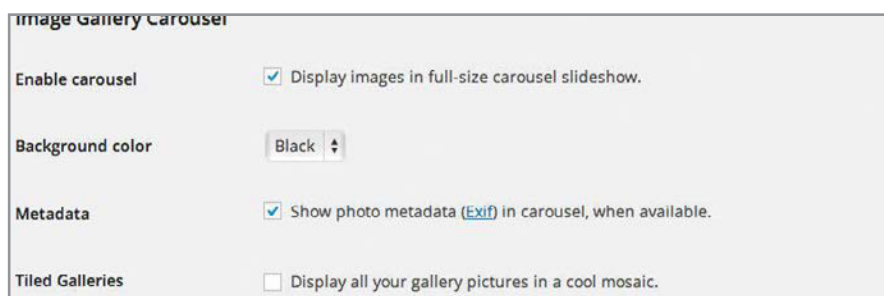 Image Gallery Carousel
Enable carousel Display images in full-size carousel slideshow.
Background color Black
Metadata Show photo metadata (Exif) in carousel, when available.
Tiled Galleries Display all your gallery pictures in a cool mosaic.